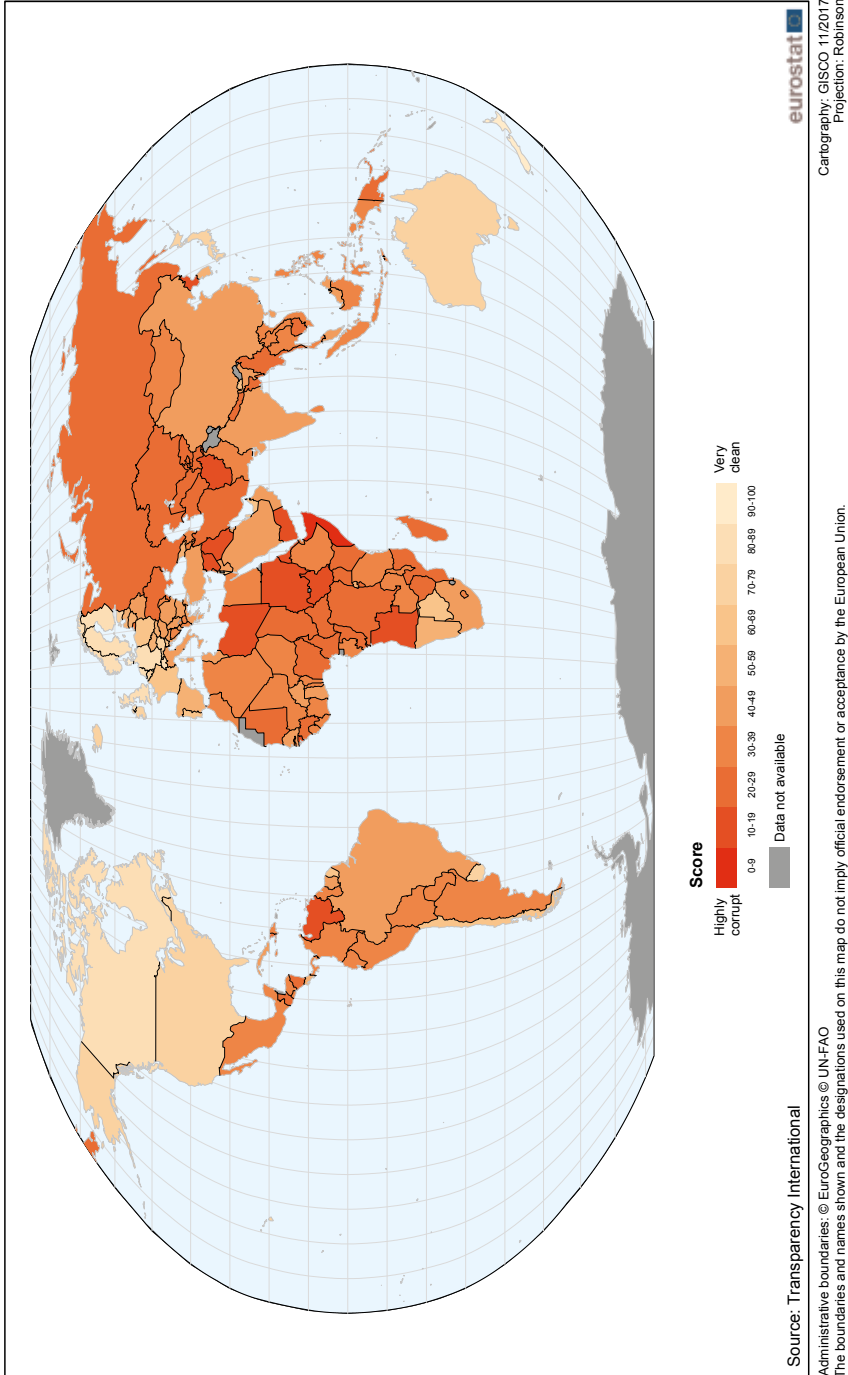 Score
Highly
corrupt
Very
clean
0-9
10-19
20-29
30-39
40-49
50-59
60-69
70-79
80-89
90-100
Data not available
Source: Transparency International
eurostat
Administrative boundaries: © EuroGeographics © UN-FAO
Cartography: GISCO 11/2017
The boundaries and names shown and the designations used on this map do not imply official endorsement or acceptance by the European Union.
Projection: Robinson